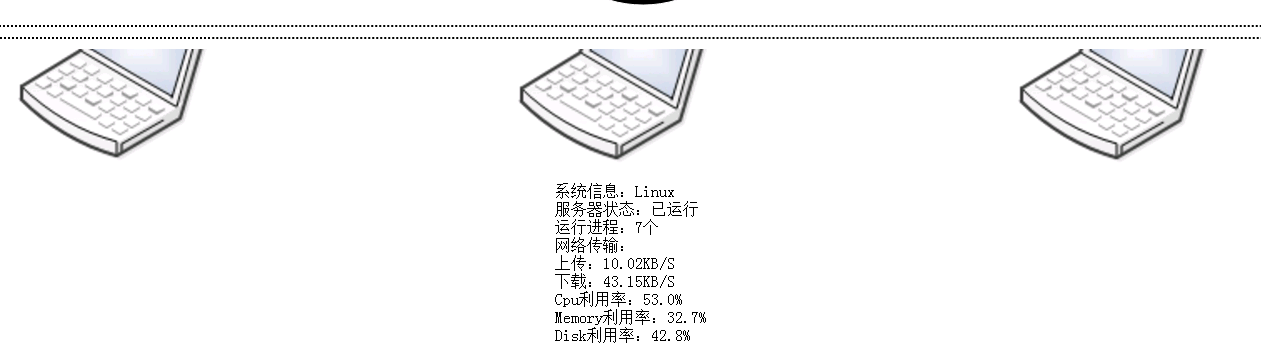 系统信息：Linux
服务器状态：已运行
运行进程：7个
网络传输：
上传：10.02KB/S
下载：43.15KB/S
Cpu利用率：53.0%
Memory利用率：32.7%
Disk利用率：42.8%